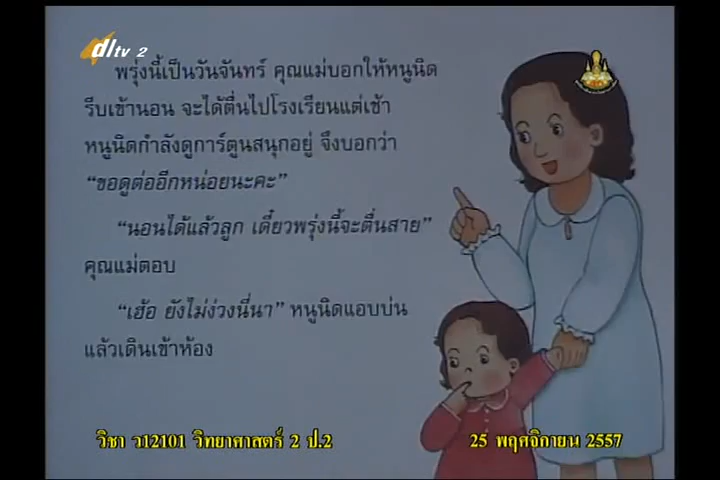 dltv 2
พรุ่งนี้เป็นวันจันทร์ คุณแม่บอกให้หนูนิด
รีบเข้านอน จะได้ตื่นไปโรงเรียนแต่เช้า
หนูนิดกำลังดูการ์ตูนสนุกอยู่ จึงบอกว่า
“ขอดูต่ออีกหน่อยนะคะ”
“นอนได้แล้วลูก เดี๋ยวพรุ่งนี้จะตื่นสาย”
คุณแม่ตอบ
“เฮ้อ ยังไม่ง่วงนี่นา” หนูนิดแอบบ่น
แล้วเดินเข้าห้อง
วิชา ว12101 วิทยาศาสตร์ 2 ป.2
25 พฤศจิกายน 2557